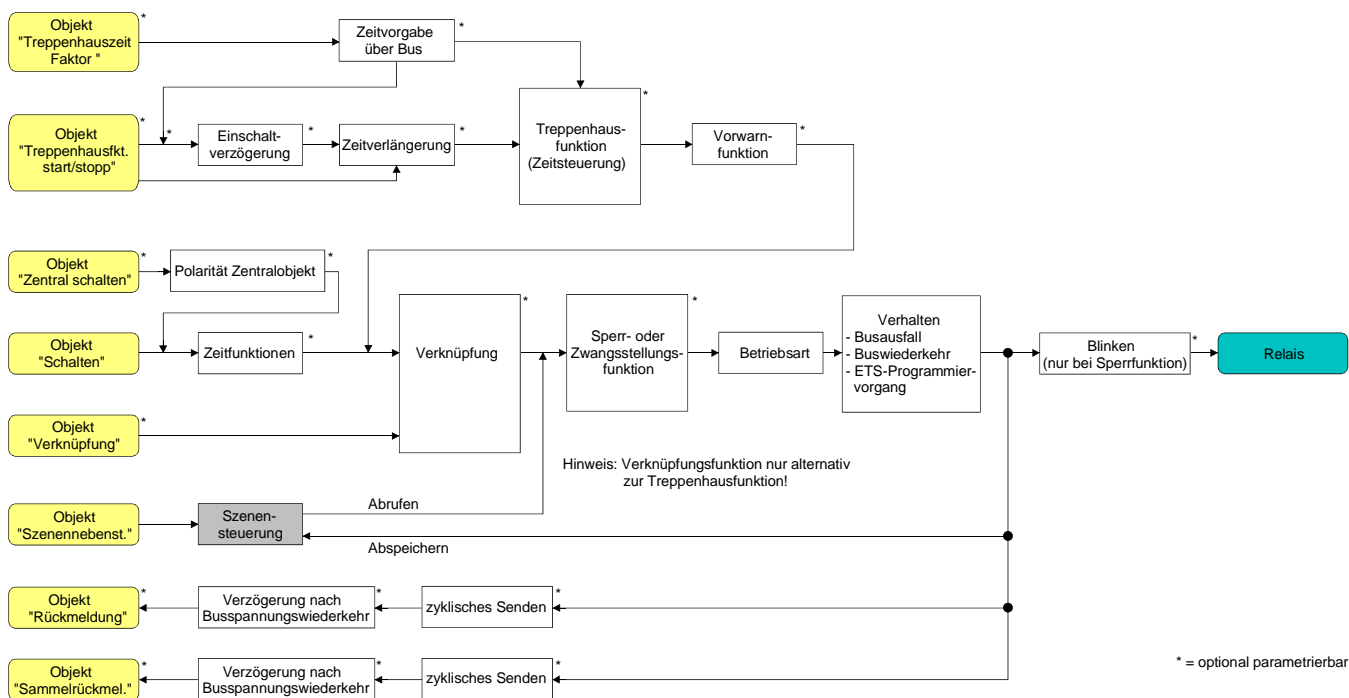 Objekt
"Treppenhauszeit
Faktor "
*
Zeitvorgabe
über Bus
*
Objekt
"Treppenhausfkt.
start/stopp"
*
*
Einschalt-
verzögerung
*
Zeitverlängerung
*
Treppenhaus-
funktion
(Zeitsteuerung)
*
Vorwarn-
funktion
*
Objekt
"Zentral schalten"
*
Polarität Zentralobjekt
*
Objekt
"Schalten"
*
Zeitfunktionen
*
Verknüpfung
*
Sperr- oder
Zwangsstellungs-
funktion
*
Betriebsart
Verhalten
- Busausfall
- Buswiederkehr
- ETS-Programmier-
vorgang
Blinken
(nur bei Sperrfunktion)
*
Relais
Objekt
"Verknüpfung"
*
Hinweis: Verknüpfungsfunktion nur alternativ
zur Treppenhausfunktion!
Objekt
"Szenennebenst."
*
Szenen-
steuerung
Abrufen
Abspeichern
Objekt
"Rückmeldung"
*
Verzögerung nach
Busspannungswiederkehr
*
zyklisches Senden
*
Objekt
"Sammelrückmel."
*
Verzögerung nach
Busspannungswiederkehr
*
zyklisches Senden
*
* = optional parametrierbar